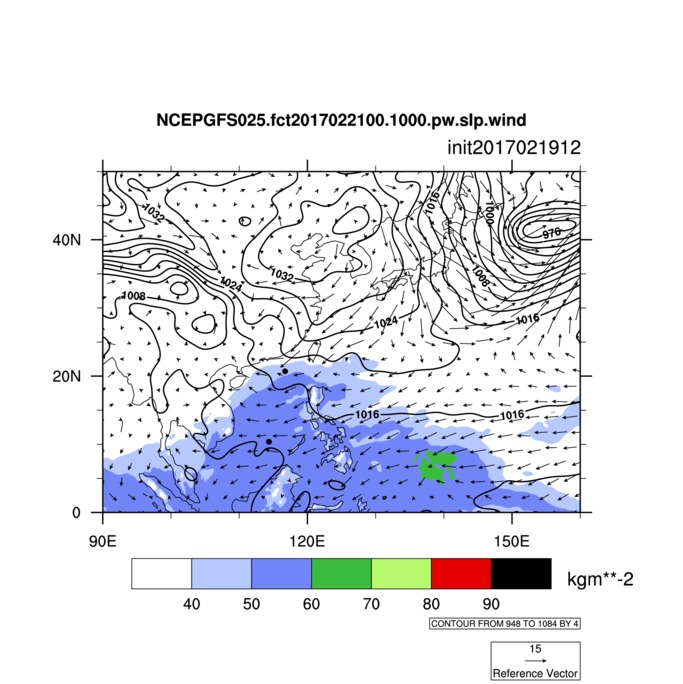 NCEPGFS025.fct2017022100.1000.pw.slp.wind
init2017021912
1032
1016
1000
976
40N
1032
1008
1024
1008
1024
1016
20N
1016
1016
0
90E 120E 150E
40 50 60 70 80 90
kgm**-2
CONTOUR FROM 948 TO 1084 BY 4
15
Reference Vector